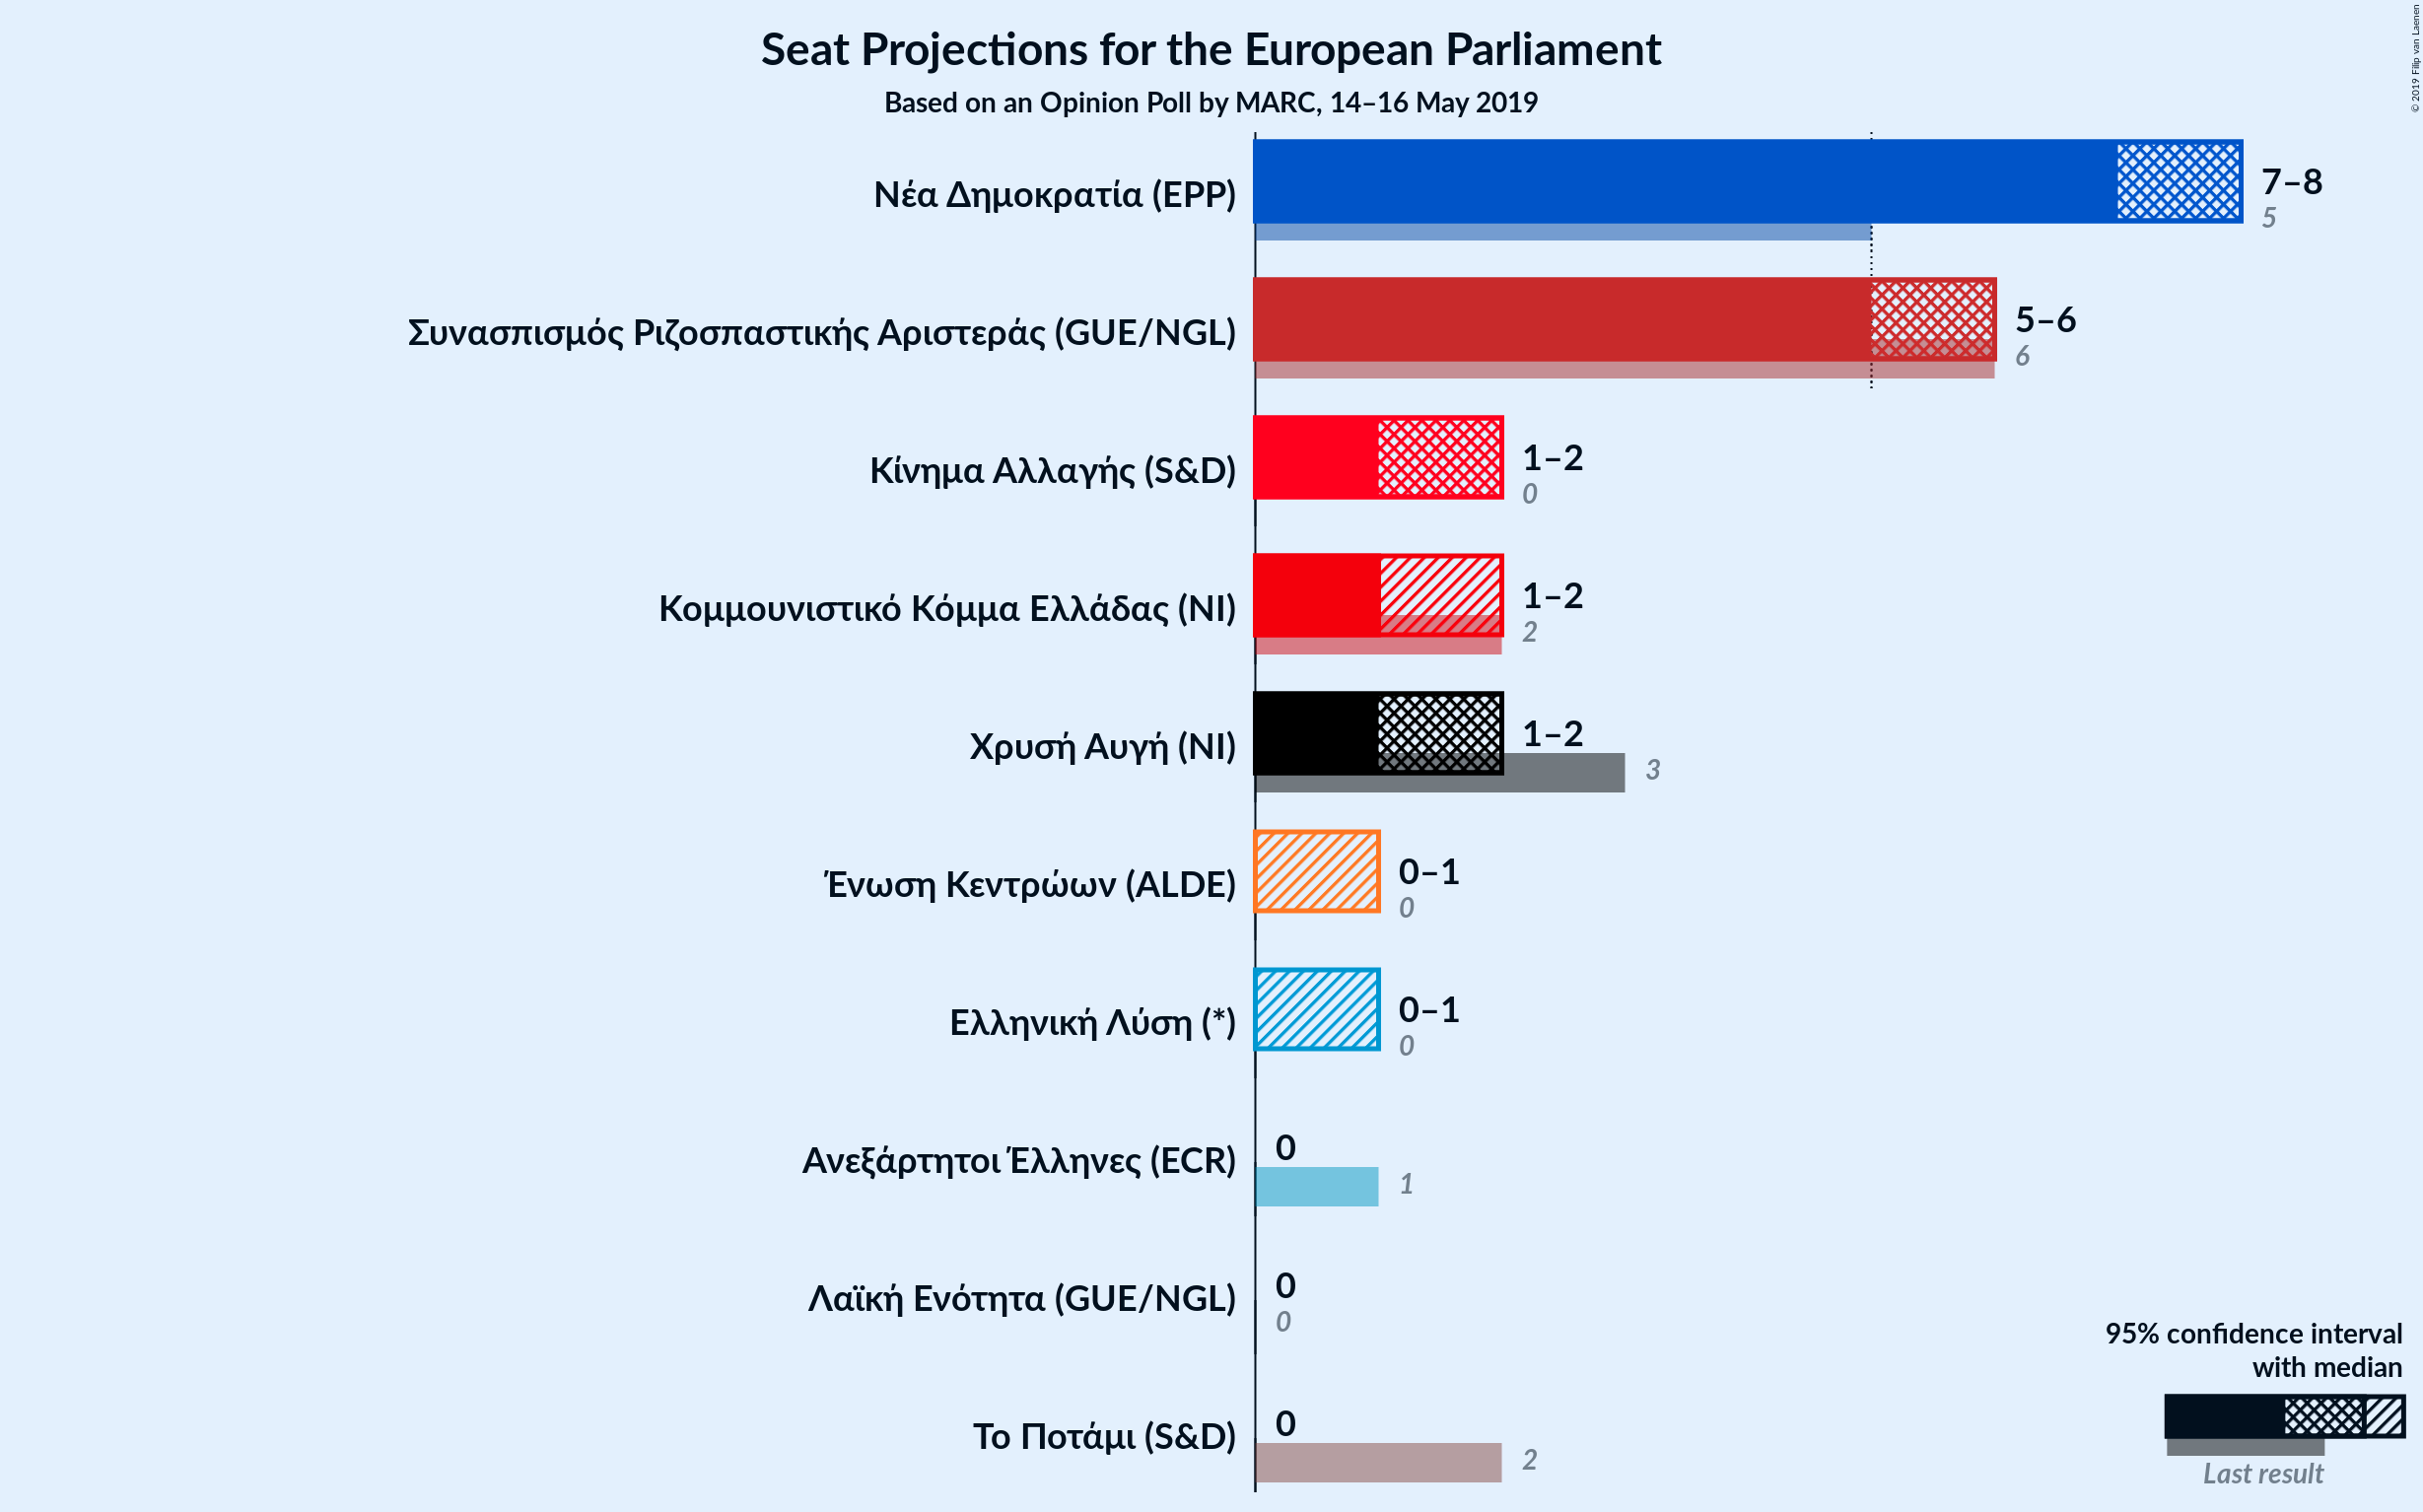 Seat Projections for the European Parliament
Based on an Opinion Poll by MARC, 14–16 May 2019
© 2019 Filip van Laenen
Νέα Δημοκρατία (EPP)
7–8
5
Συνασπισμός Ριζοσπαστικής Αριστεράς (GUE/NGL)
5–6
6
Κίνημα Αλλαγής (S&D)
1–2
0
Κομμουνιστικό Κόμμα Ελλάδας (NI)
1–2
2
Χρυσή Αυγή (NI)
1–2
3
Ένωση Κεντρώων (ALDE)
0–1
0
Ελληνική Λύση (*)
0–1
0
Ανεξάρτητοι Έλληνες (ECR)
0
1
Λαϊκή Ενότητα (GUE/NGL)
0
0
Το Ποτάμι (S&D)
0
2
95% confidence interval
with median
Last result